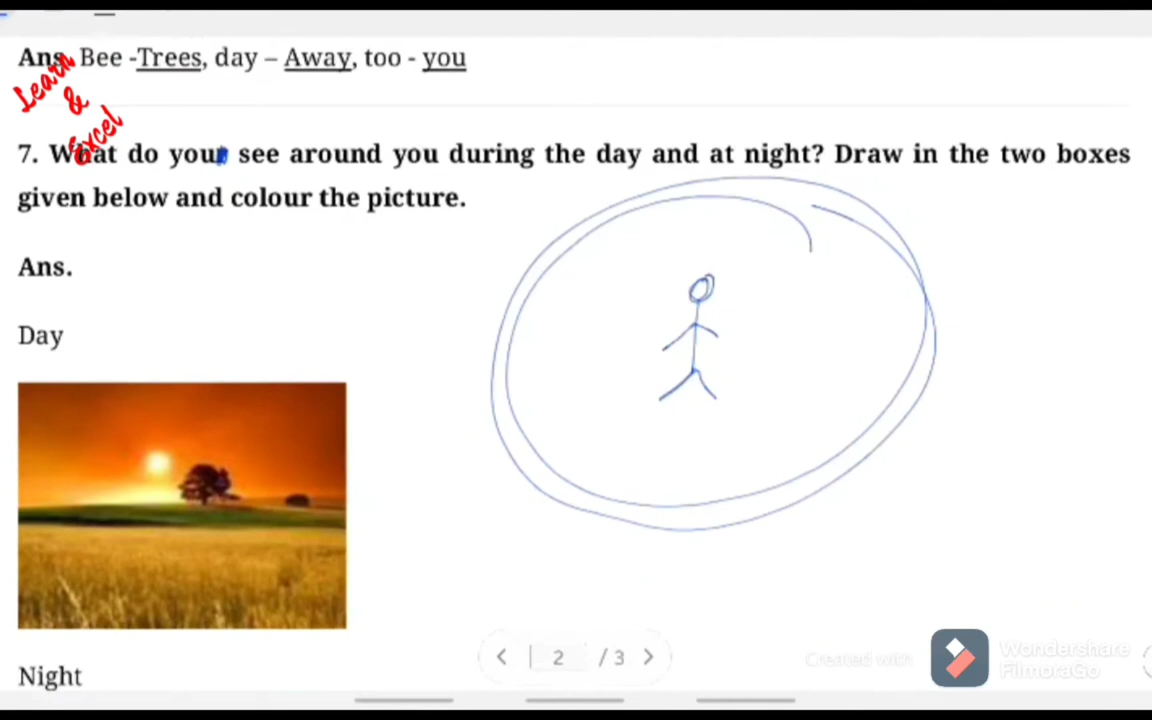 Ans. Bee -Trees, day – Away, too - you
Learn
&
Excel
7. What do your see around you during the day and at night? Draw in the two boxes
given below and colour the picture.
Ans.
Day
Night
2 / 3
Created with
Wondershare
FilmoraGo